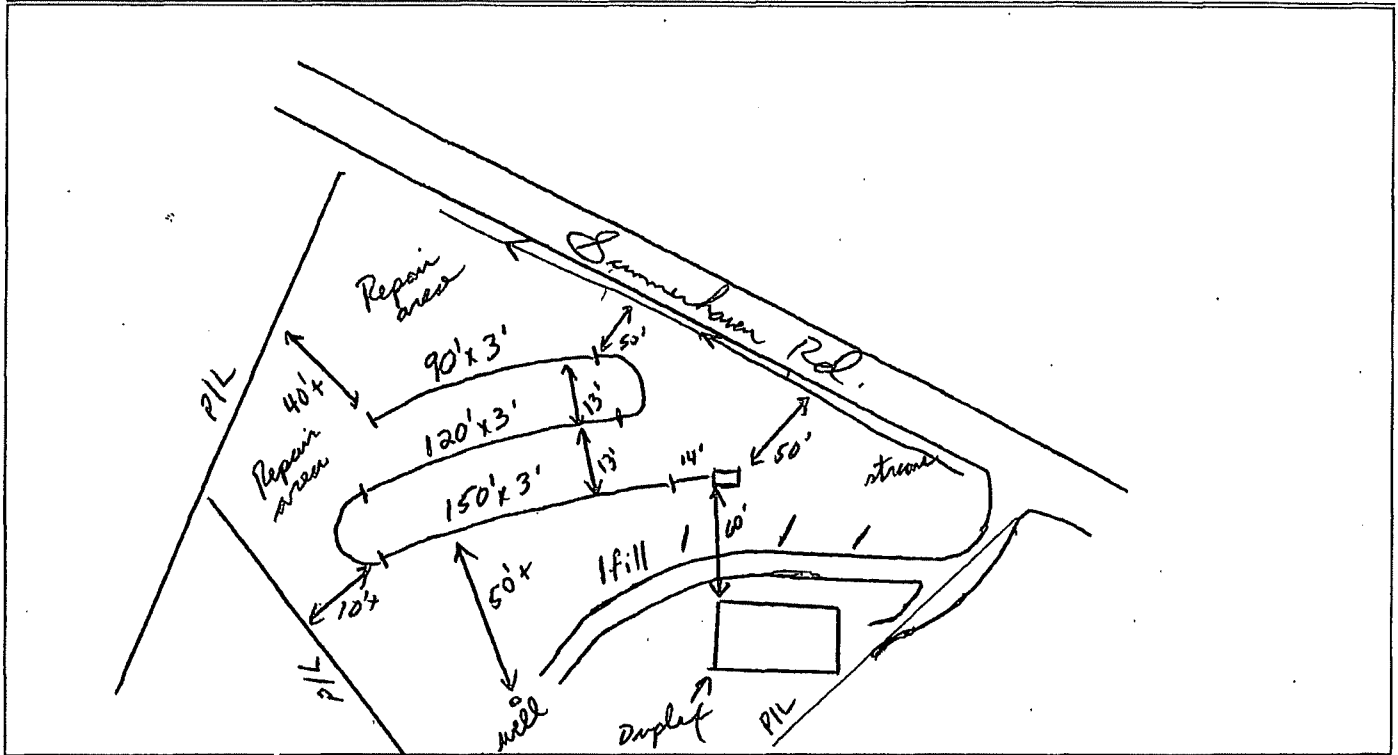 Summerhaven Rd.
Repair
area
50'
90' x 3'
P/L
40'+
13'
120' x 3'
Repair
area
13'
14'
50'
150' x 3'
stream
60'
fill
50'+
10'+
P/L
well
Duplex
P/L